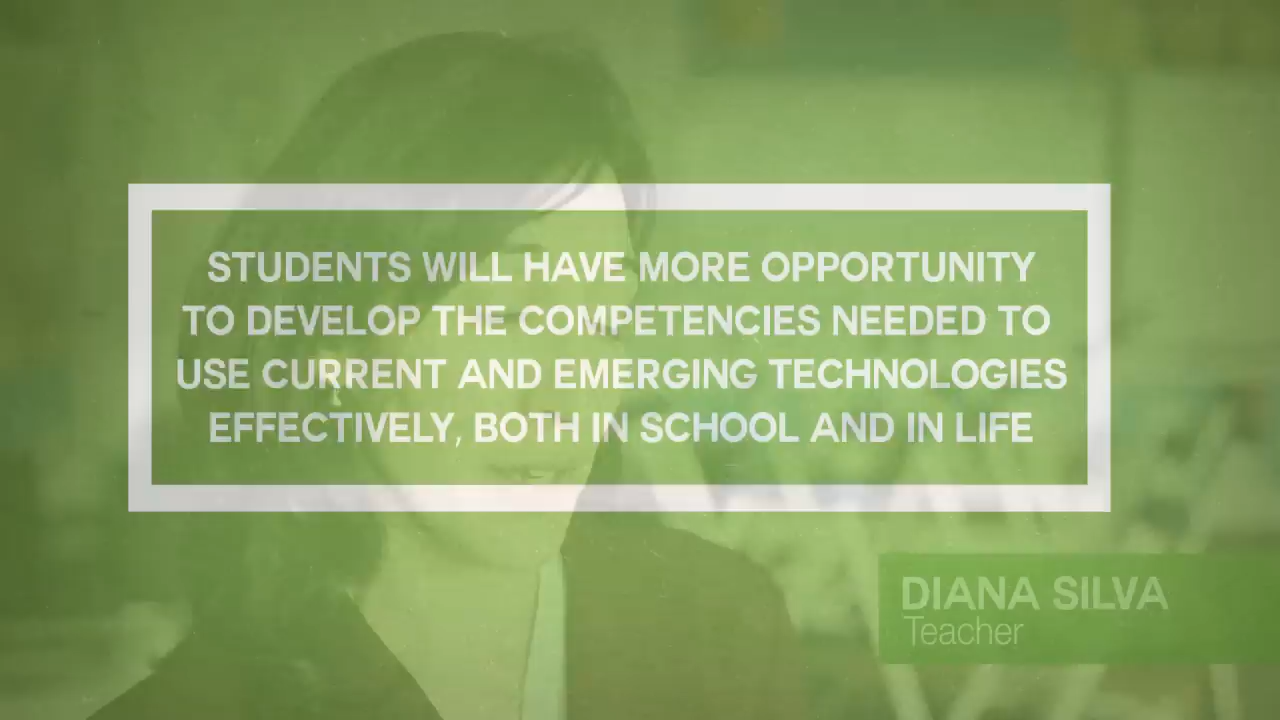 STUDENTS WILL HAVE MORE OPPORTUNITY
TO DEVELOP THE COMPETENCIES NEEDED TO
USE CURRENT AND EMERGING TECHNOLOGIES
EFFECTIVELY, BOTH IN SCHOOL AND IN LIFE
DIANA SILVA
Teacher